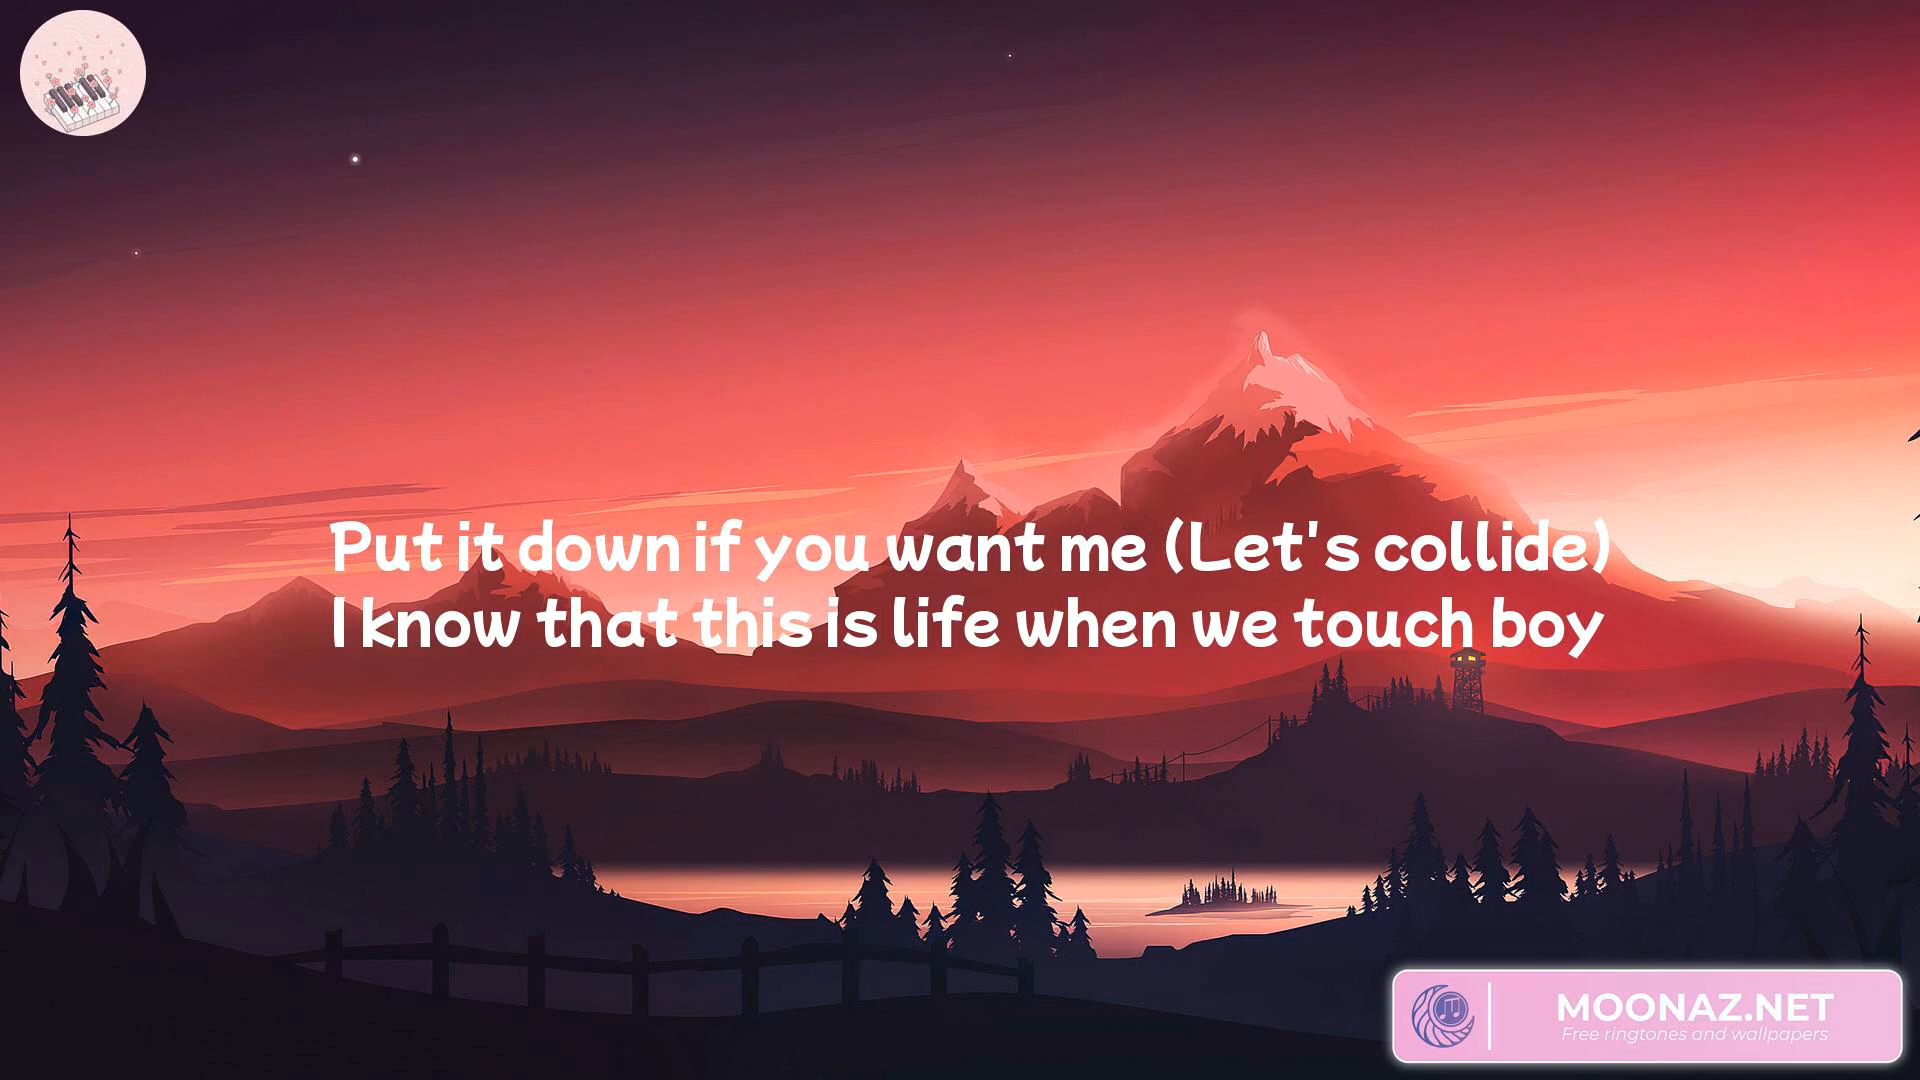 Put it down if you want me (Let's collide)
I know that this is life when we touch boy
MOONAZ.NET
Free ringtones and wallpapers